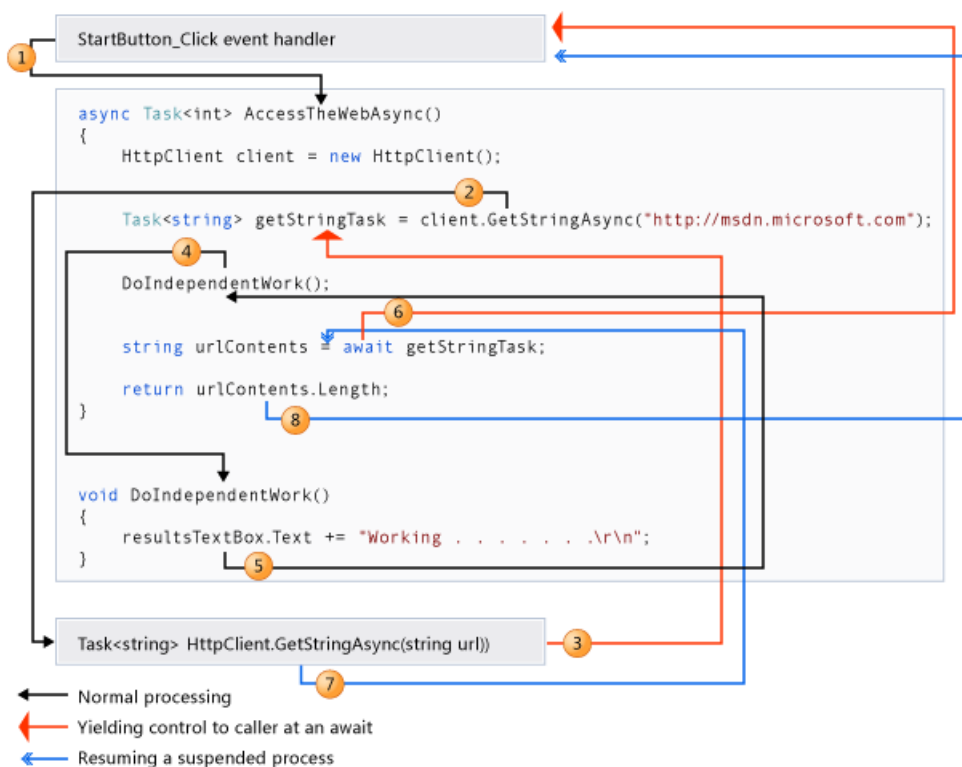 StartButton_Click event handler
1
async Task<int> AccessTheWebAsync()
{
HttpClient client = new HttpClient();
2
Task<string> getStringTask = client.GetStringAsync("http://msdn.microsoft.com");
4
DoIndependentWork();
6
string urlContents = await getStringTask;
return urlContents.Length;
}
8
void DoIndependentWork()
{
resultsTextBox.Text += "Working . . . . . . .\r\n";
}
5
Task<string> HttpClient.GetStringAsync(string url))
3
7
Normal processing
Yielding control to caller at an await
Resuming a suspended process